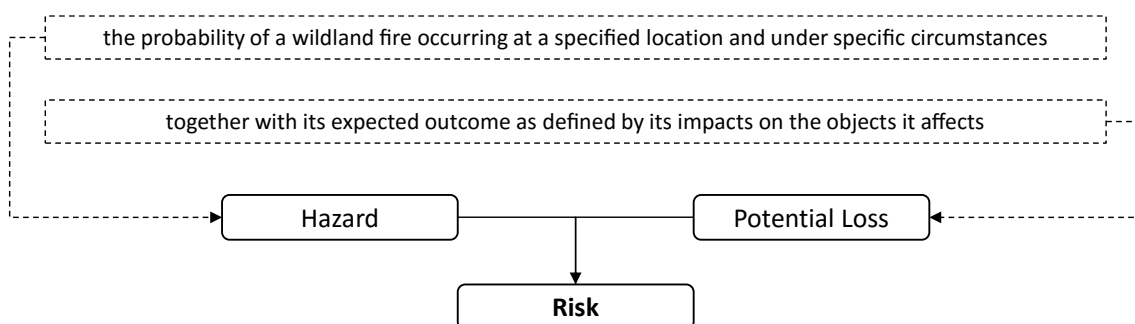 the probability of a wildland fire occurring at a specified location and under specific circumstances
together with its expected outcome as defined by its impacts on the objects it affects
Hazard
Potential Loss
Risk